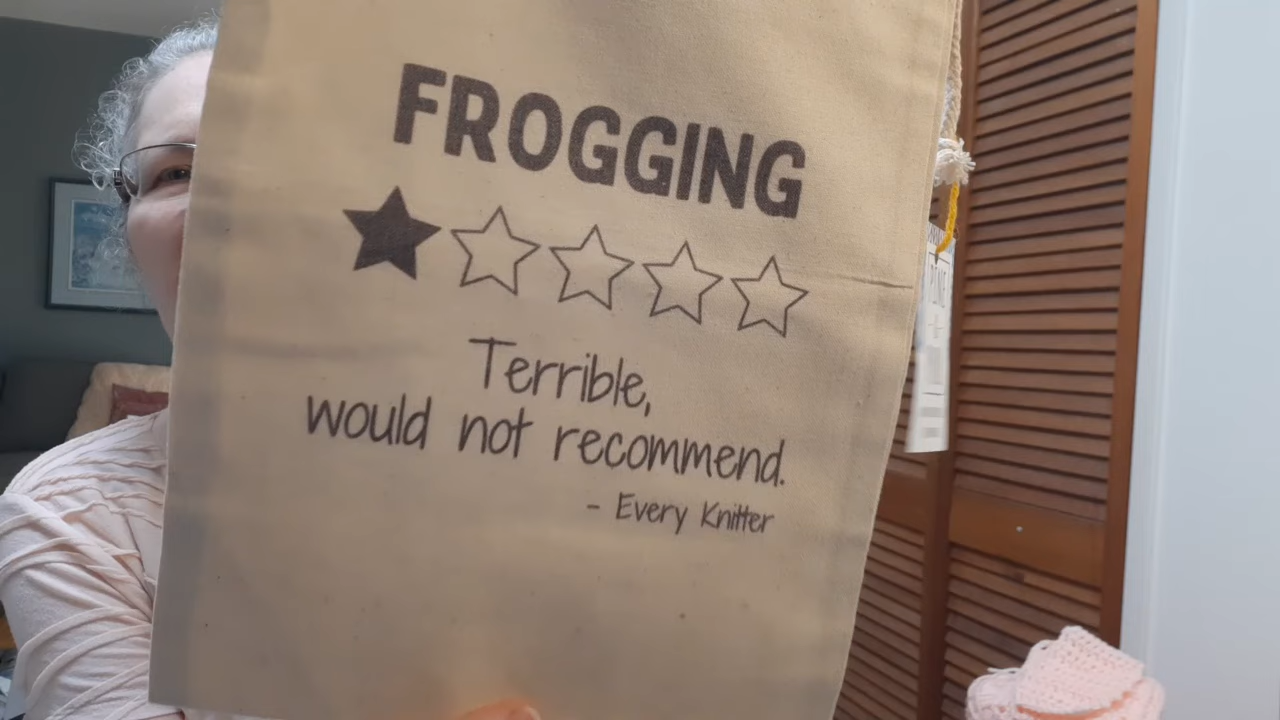 FROGGING
Terrible,
would not recommend.
- Every Knitter